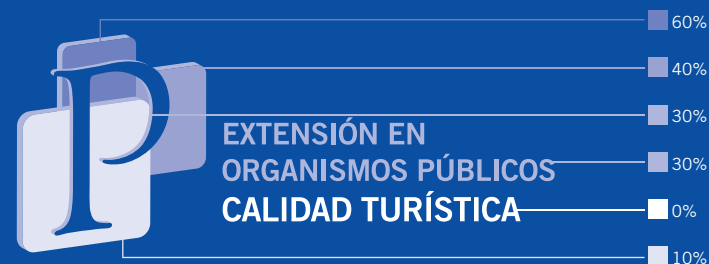 60%
40%
30%
P
EXTENSIÓN EN
ORGANISMOS PÚBLICOS
30%
CALIDAD TURÍSTICA
0%
10%